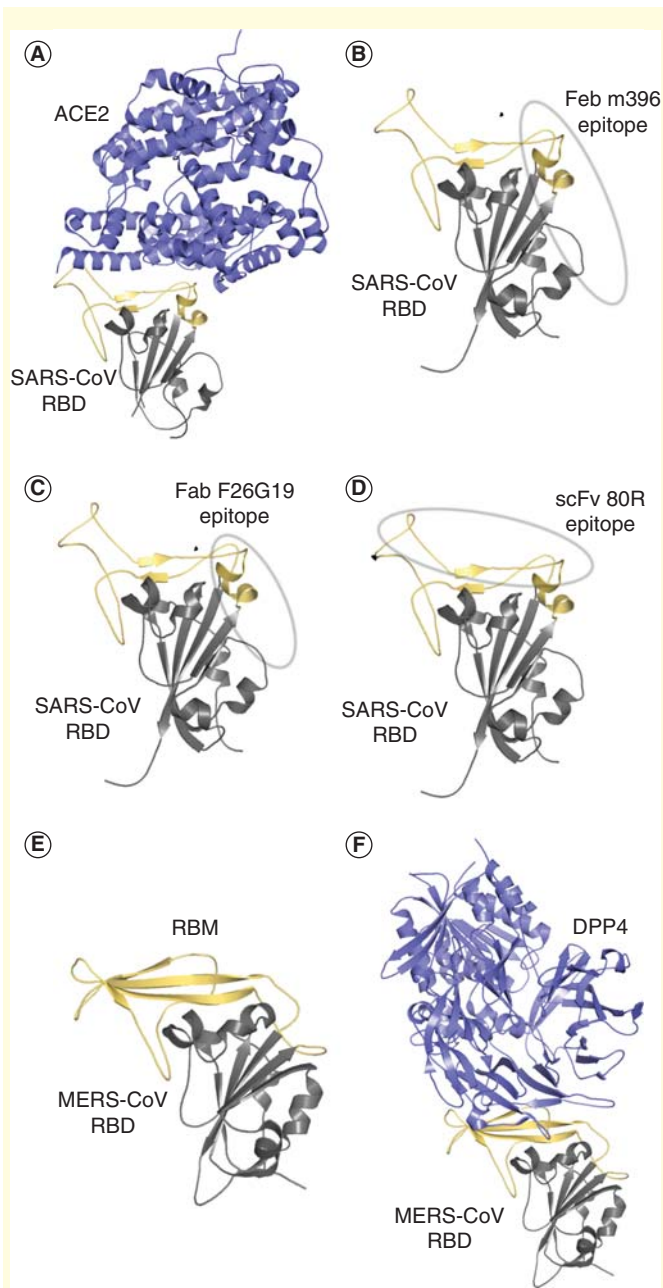 A
ACE2
SARS-CoV
RBD
B
Feb m396
epitope
SARS-CoV
RBD
C
Fab F26G19
epitope
SARS-CoV
RBD
D
scFv 80R
epitope
SARS-CoV
RBD
E
RBM
MERS-CoV
RBD
F
DPP4
MERS-CoV
RBD